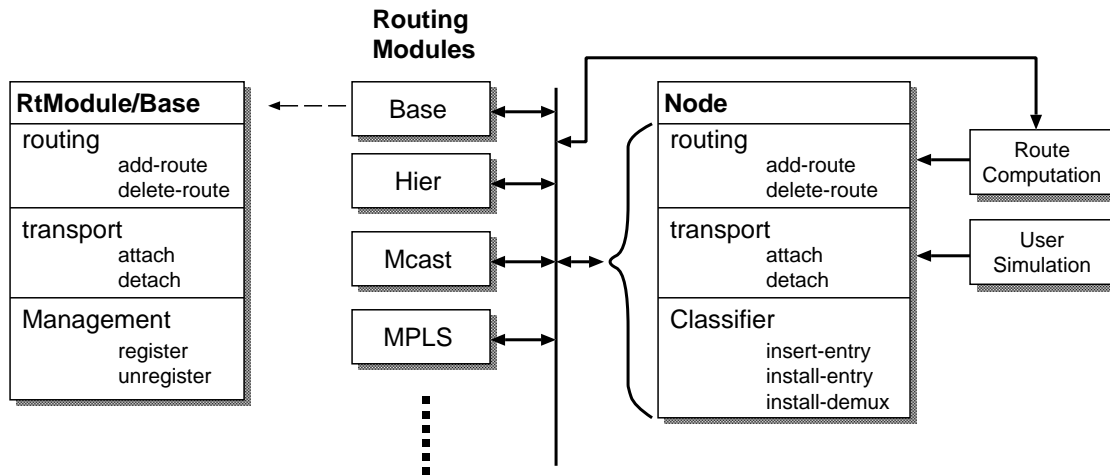 Routing
Modules
RtModule/Base
routing
add-route
delete-route
transport
attach
detach
Management
register
unregister
Base
Hier
Mcast
MPLS
Node
routing
add-route
delete-route
transport
attach
detach
Classifier
insert-entry
install-entry
install-demux
Route
Computation
User
Simulation